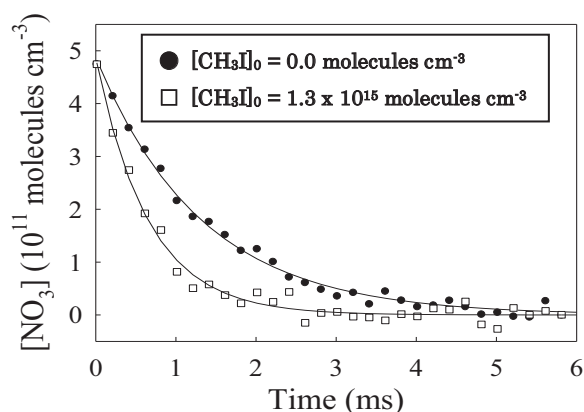 [CH₃I]₀ = 0.0 molecules cm⁻³
[CH₃I]₀ = 1.3 x 10¹⁵ molecules cm⁻³
[NO₃] (10¹¹ molecules cm⁻³)
5
4
3
2
1
0
0 1 2 3 4 5 6
Time (ms)